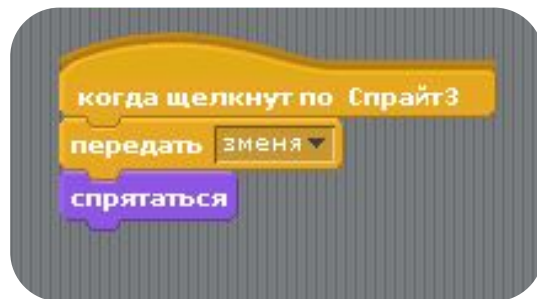 когда щелкнут по Спрайт3
передать зменя
спрятаться